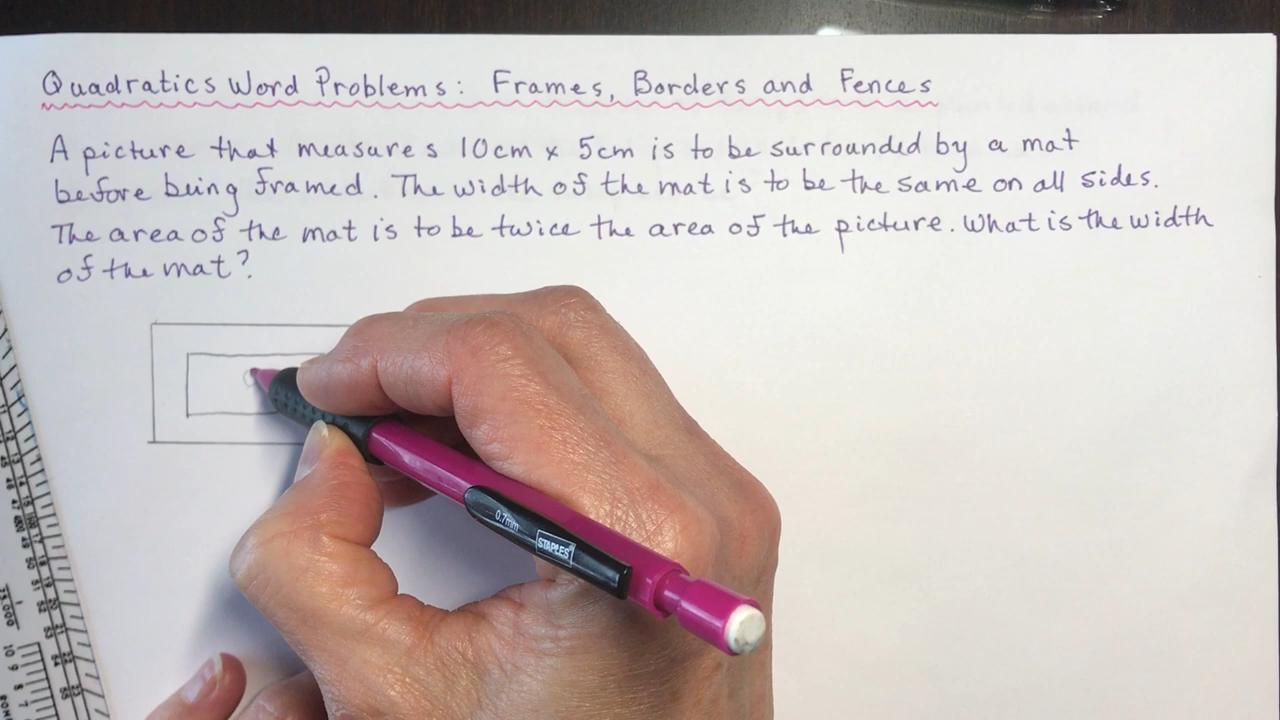 Quadratics Word Problems: Frames, Borders and Fences
A picture that measures 10cm x 5cm is to be surrounded by a mat
before being framed. The width of the mat is to be the same on all sides.
The area of the mat is to be twice the area of the picture. What is the width
of the mat?
0.7mm
STAPLES